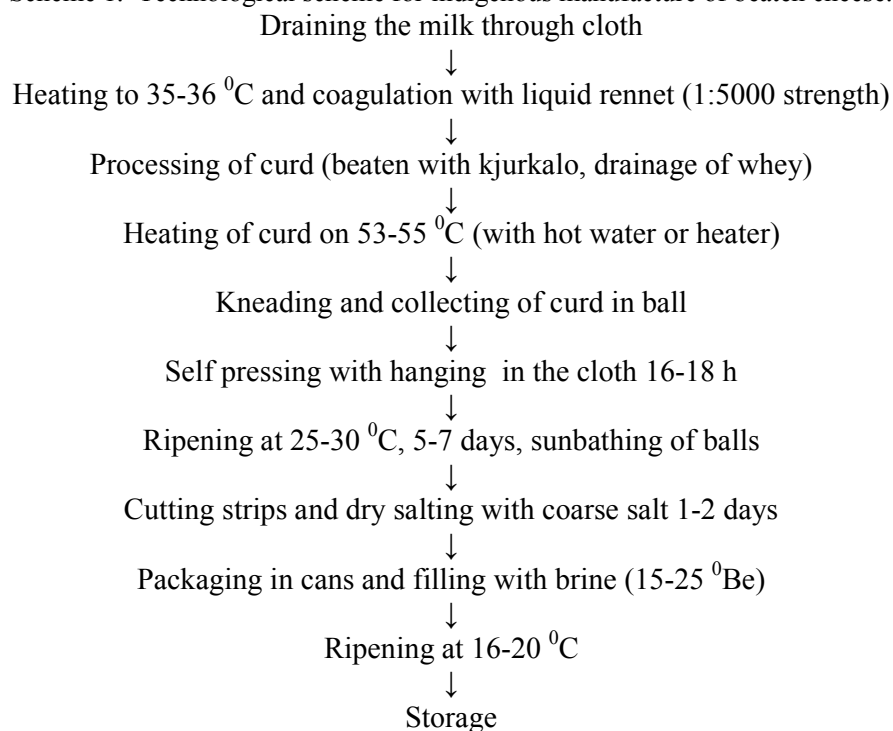 Scheme 1. Technological scheme for indigenous manufacture of beaten cheese.
Draining the milk through cloth
↓
Heating to 35-36 ⁰C and coagulation with liquid rennet (1:5000 strength)
↓
Processing of curd (beaten with kjurkalo, drainage of whey)
↓
Heating of curd on 53-55 ⁰C (with hot water or heater)
↓
Kneading and collecting of curd in ball
↓
Self pressing with hanging in the cloth 16-18 h
↓
Ripening at 25-30 ⁰C, 5-7 days, sunbathing of balls
↓
Cutting strips and dry salting with coarse salt 1-2 days
↓
Packaging in cans and filling with brine (15-25 ⁰Be)
↓
Ripening at 16-20 ⁰C
↓
Storage